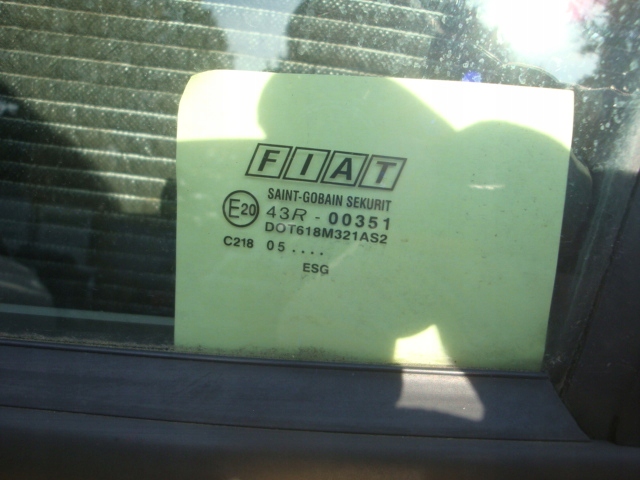 FIAT
SAINT-GOBAIN SEKURIT
E20 43R - 00351
DOT618M321AS2
C218 05 ....
ESG